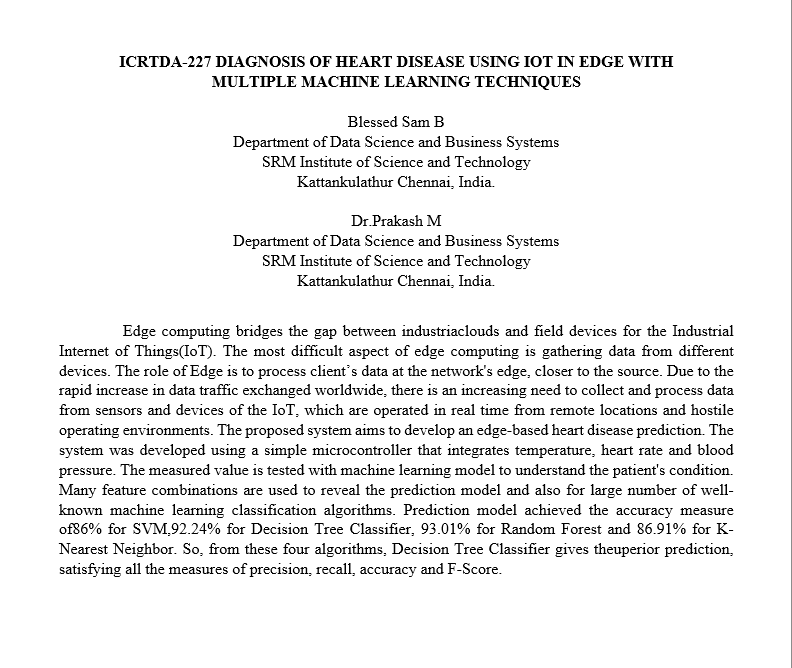 ICRTDA-227 DIAGNOSIS OF HEART DISEASE USING IOT IN EDGE WITH
MULTIPLE MACHINE LEARNING TECHNIQUES
Blessed Sam B
Department of Data Science and Business Systems
SRM Institute of Science and Technology
Kattankulathur Chennai, India.
Dr.Prakash M
Department of Data Science and Business Systems
SRM Institute of Science and Technology
Kattankulathur Chennai, India.
Edge computing bridges the gap between industriaclouds and field devices for the Industrial
Internet of Things(IoT). The most difficult aspect of edge computing is gathering data from different
devices. The role of Edge is to process client’s data at the network's edge, closer to the source. Due to the
rapid increase in data traffic exchanged worldwide, there is an increasing need to collect and process data
from sensors and devices of the IoT, which are operated in real time from remote locations and hostile
operating environments. The proposed system aims to develop an edge-based heart disease prediction. The
system was developed using a simple microcontroller that integrates temperature, heart rate and blood
pressure. The measured value is tested with machine learning model to understand the patient's condition.
Many feature combinations are used to reveal the prediction model and also for large number of well-
known machine learning classification algorithms. Prediction model achieved the accuracy measure
of86% for SVM,92.24% for Decision Tree Classifier, 93.01% for Random Forest and 86.91% for K-
Nearest Neighbor. So, from these four algorithms, Decision Tree Classifier gives theuperior prediction,
satisfying all the measures of precision, recall, accuracy and F-Score.